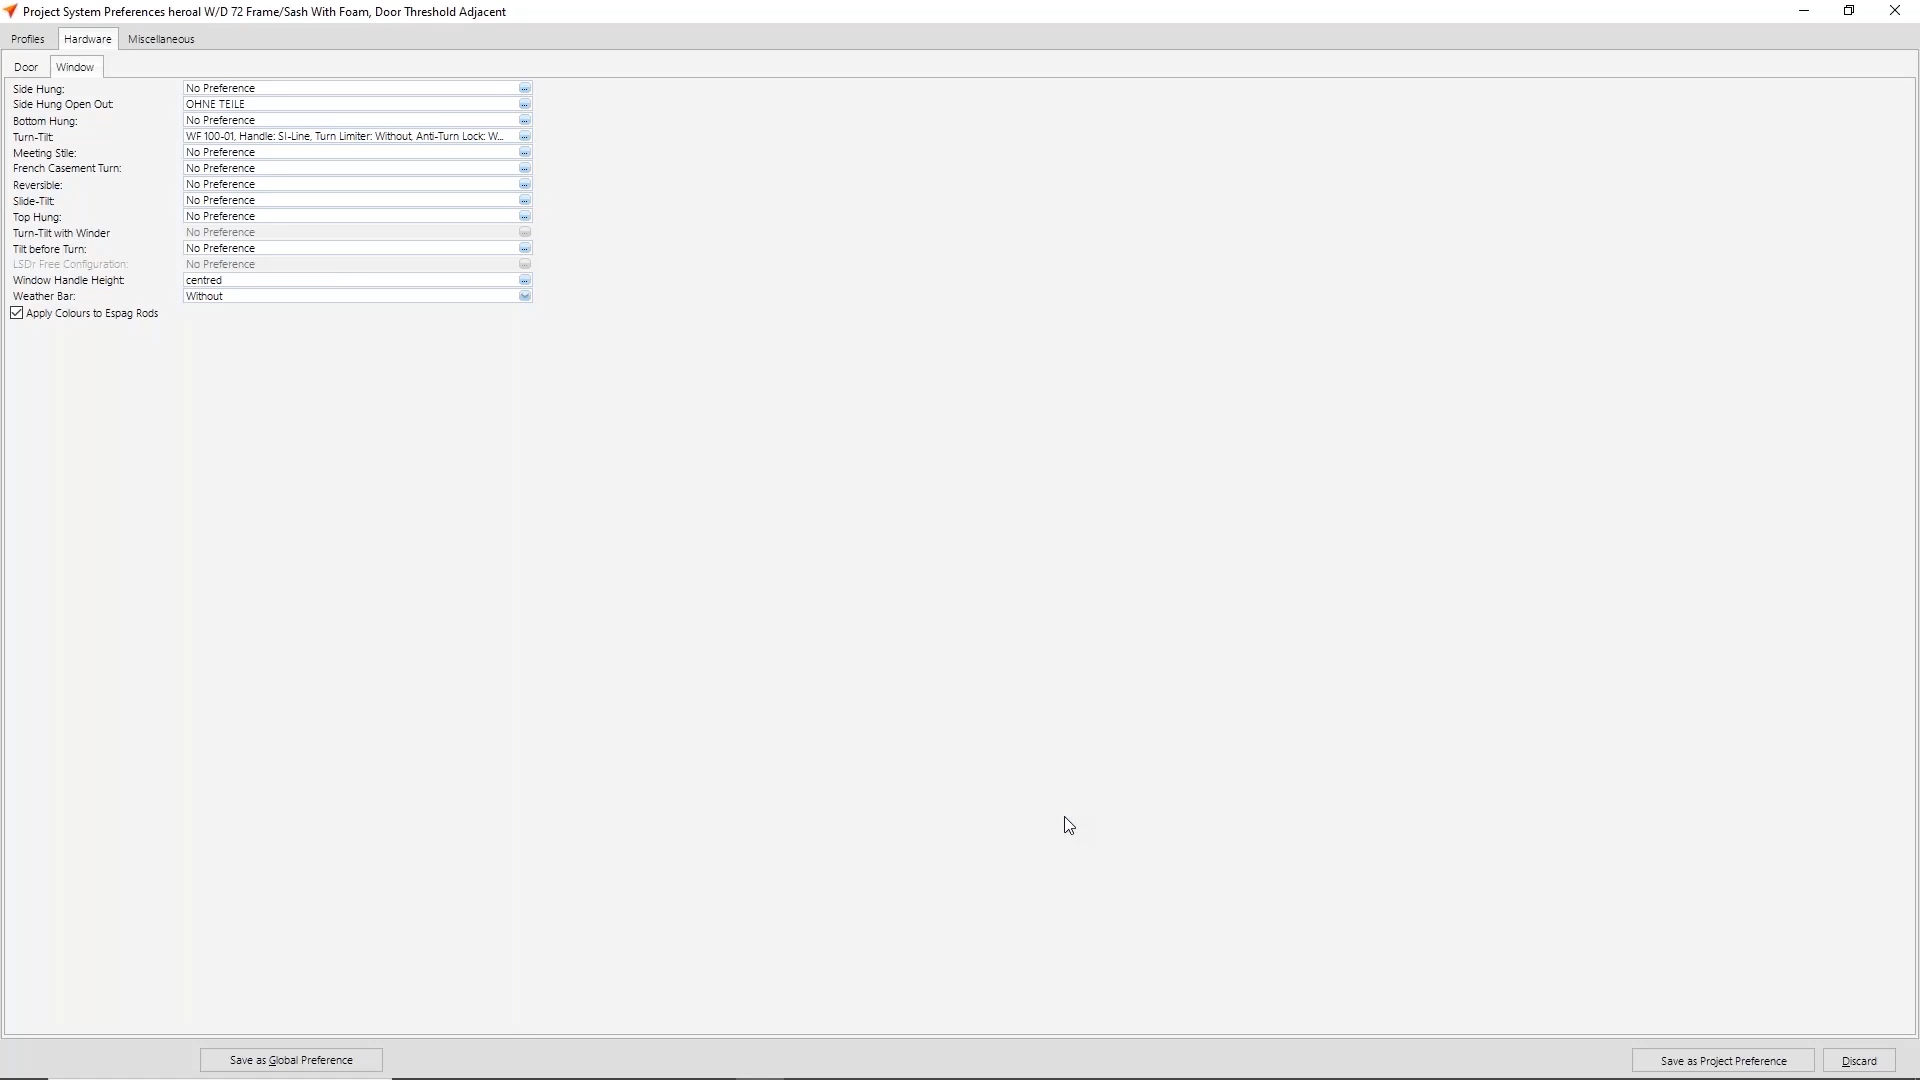 Project System Preferences heroal W/D 72 Frame/Sash With Foam, Door Threshold Adjacent
Profiles Hardware Miscellaneous
Door Window
Side Hung: No Preference
Side Hung Open Out: OHNE TEILE
Bottom Hung: No Preference
Turn-Tilt: WF 100-01, Handle: SI-Line, Turn Limiter: Without, Anti-Turn Lock: W...
Meeting Stile: No Preference
French Casement Turn: No Preference
Reversible: No Preference
Slide-Tilt: No Preference
Top Hung: No Preference
Turn-Tilt with Winder No Preference
Tilt before Turn: No Preference
LSDr Free Configuration: No Preference
Window Handle Height: centred
Weather Bar: Without
Apply Colours to Espag Rods
Save as Global Preference Save as Project Preference Discard